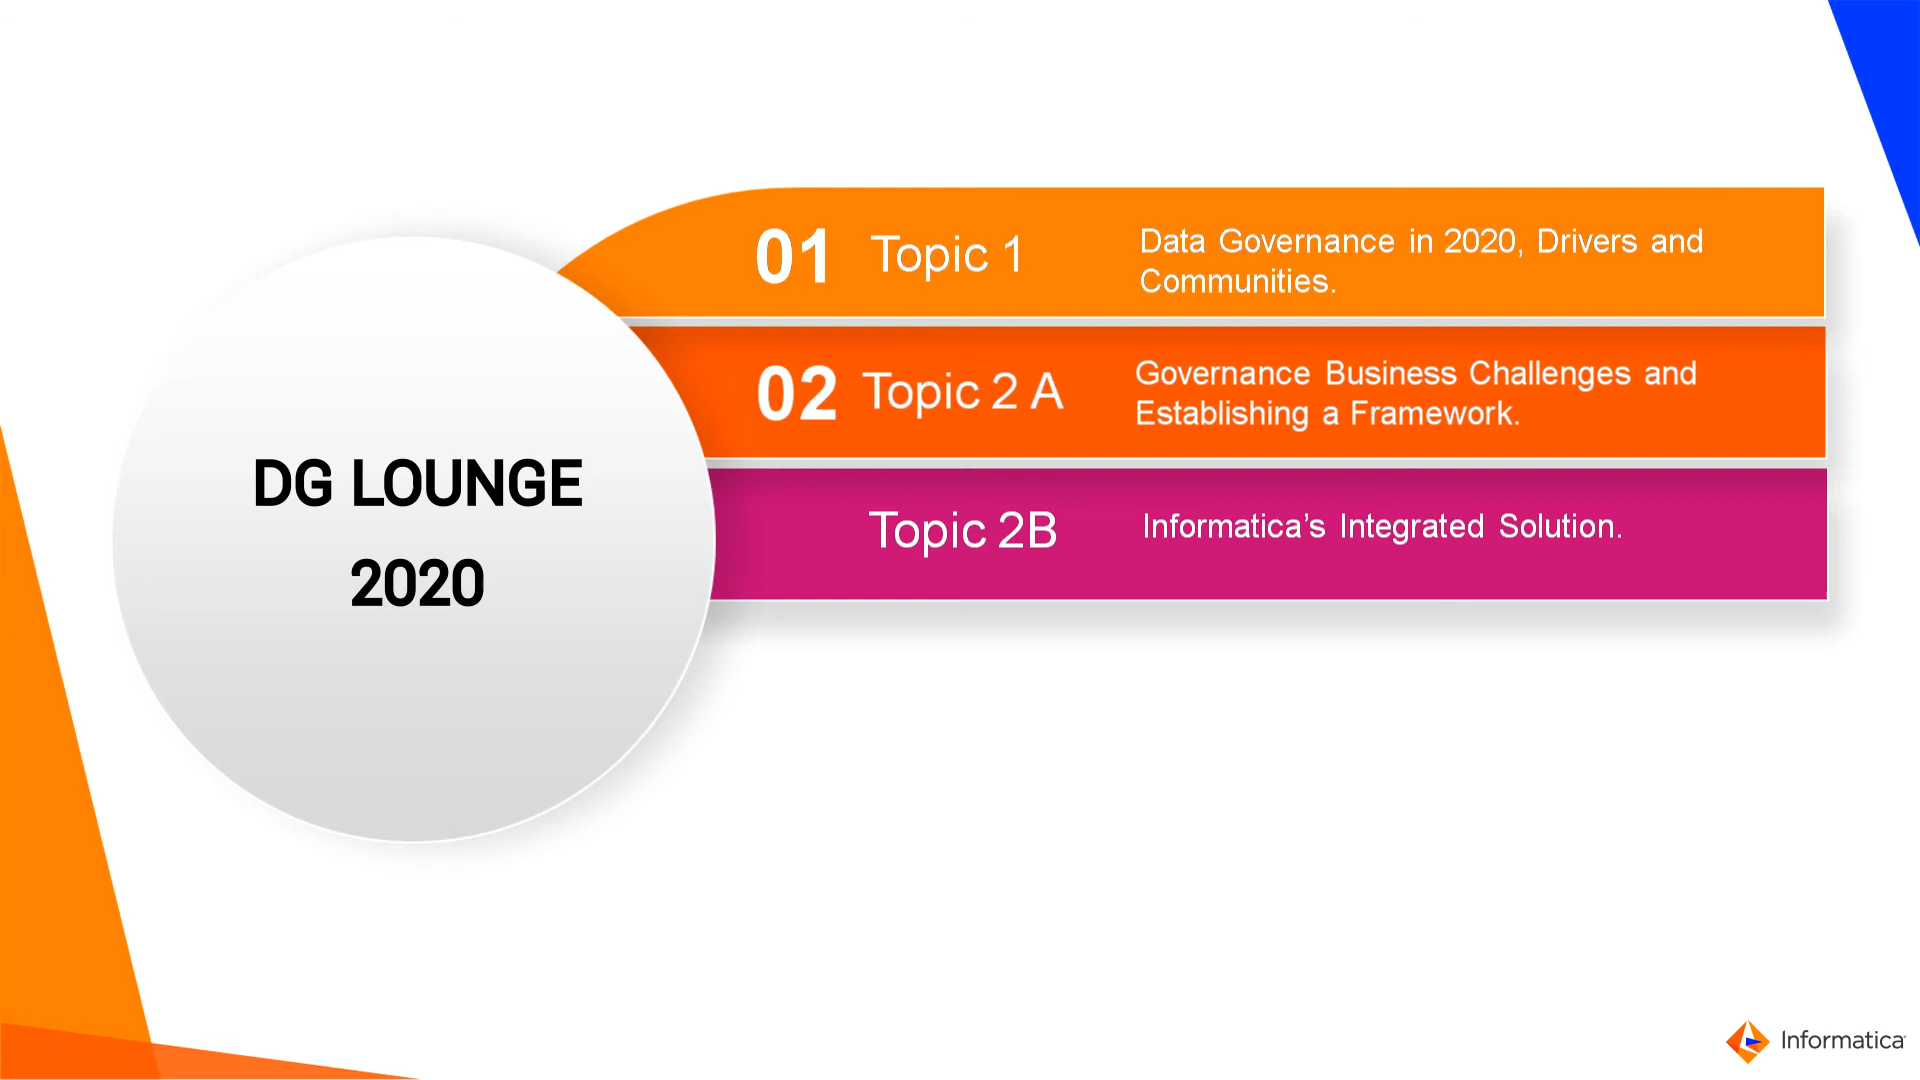 DG LOUNGE
2020
01 Topic 1
Data Governance in 2020, Drivers and
Communities.
02 Topic 2 A
Governance Business Challenges and
Establishing a Framework.
Topic 2B
Informatica’s Integrated Solution.
Informatica